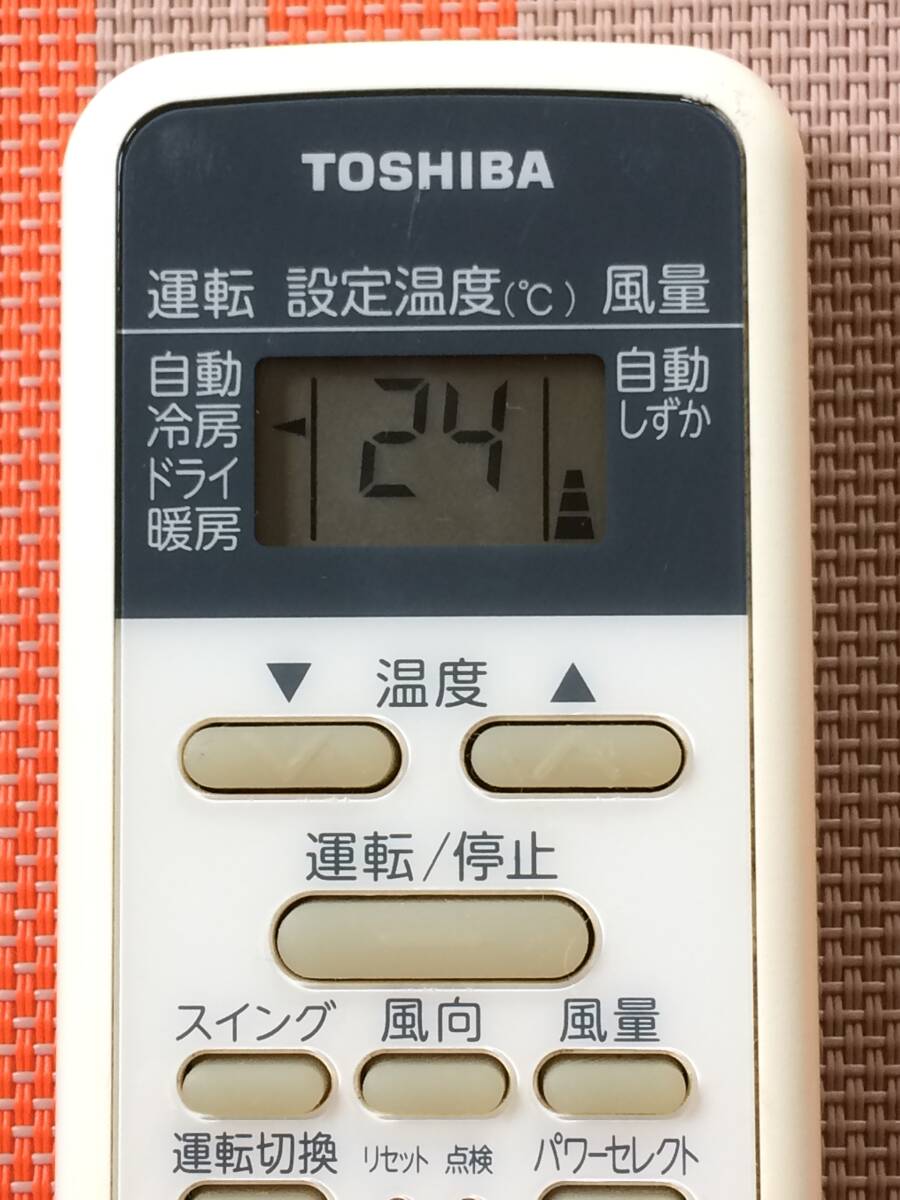 TOSHIBA
運転 設定温度(℃) 風量
自動 24 自動
冷房 しずか
ドライ
暖房
▼ 温度 ▲
運転/停止
スイング 風向 風量
運転切換 リセット 点検 パワーセレクト